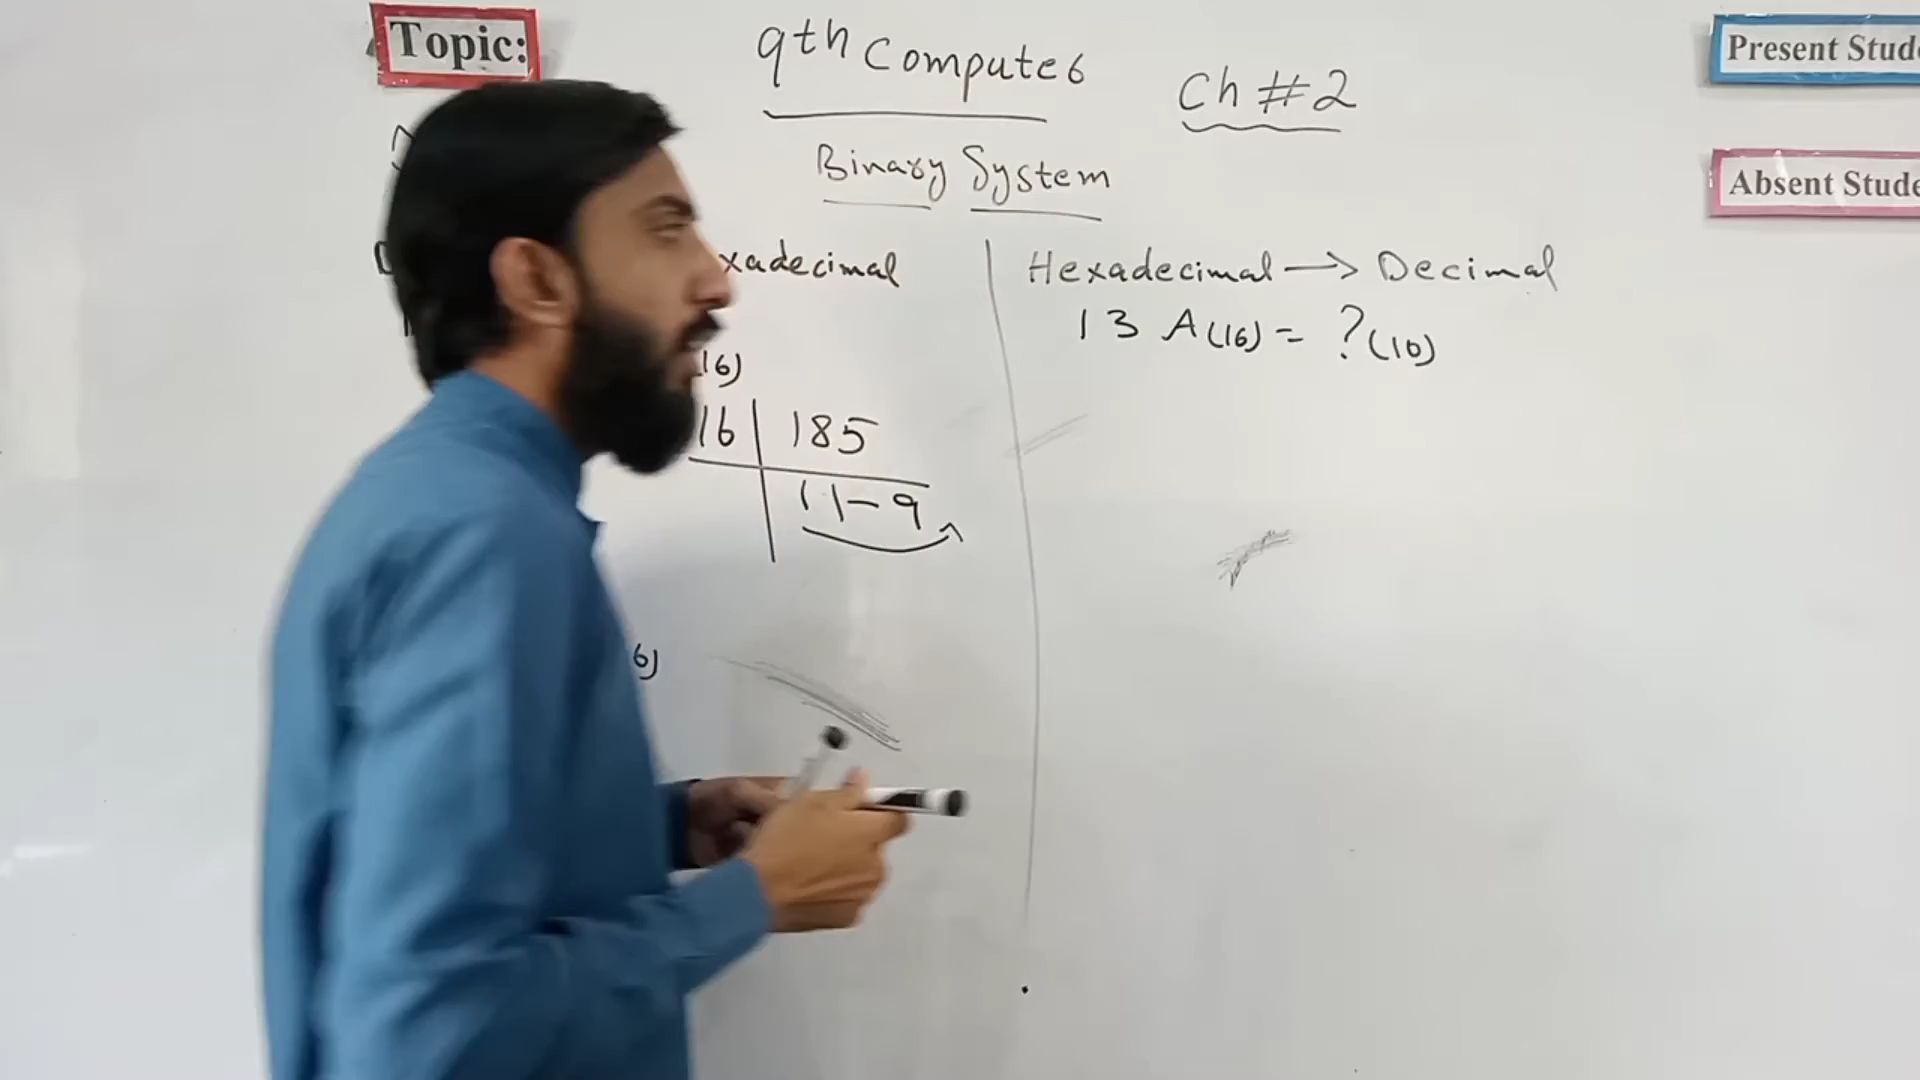 Topic:
9th Computer
Ch #2
Present Stude
Absent Stude
Binary System
xadecimal
16)
16 | 185
11-9
6)
Hexadecimal → Decimal
13 A(16) = ?(10)